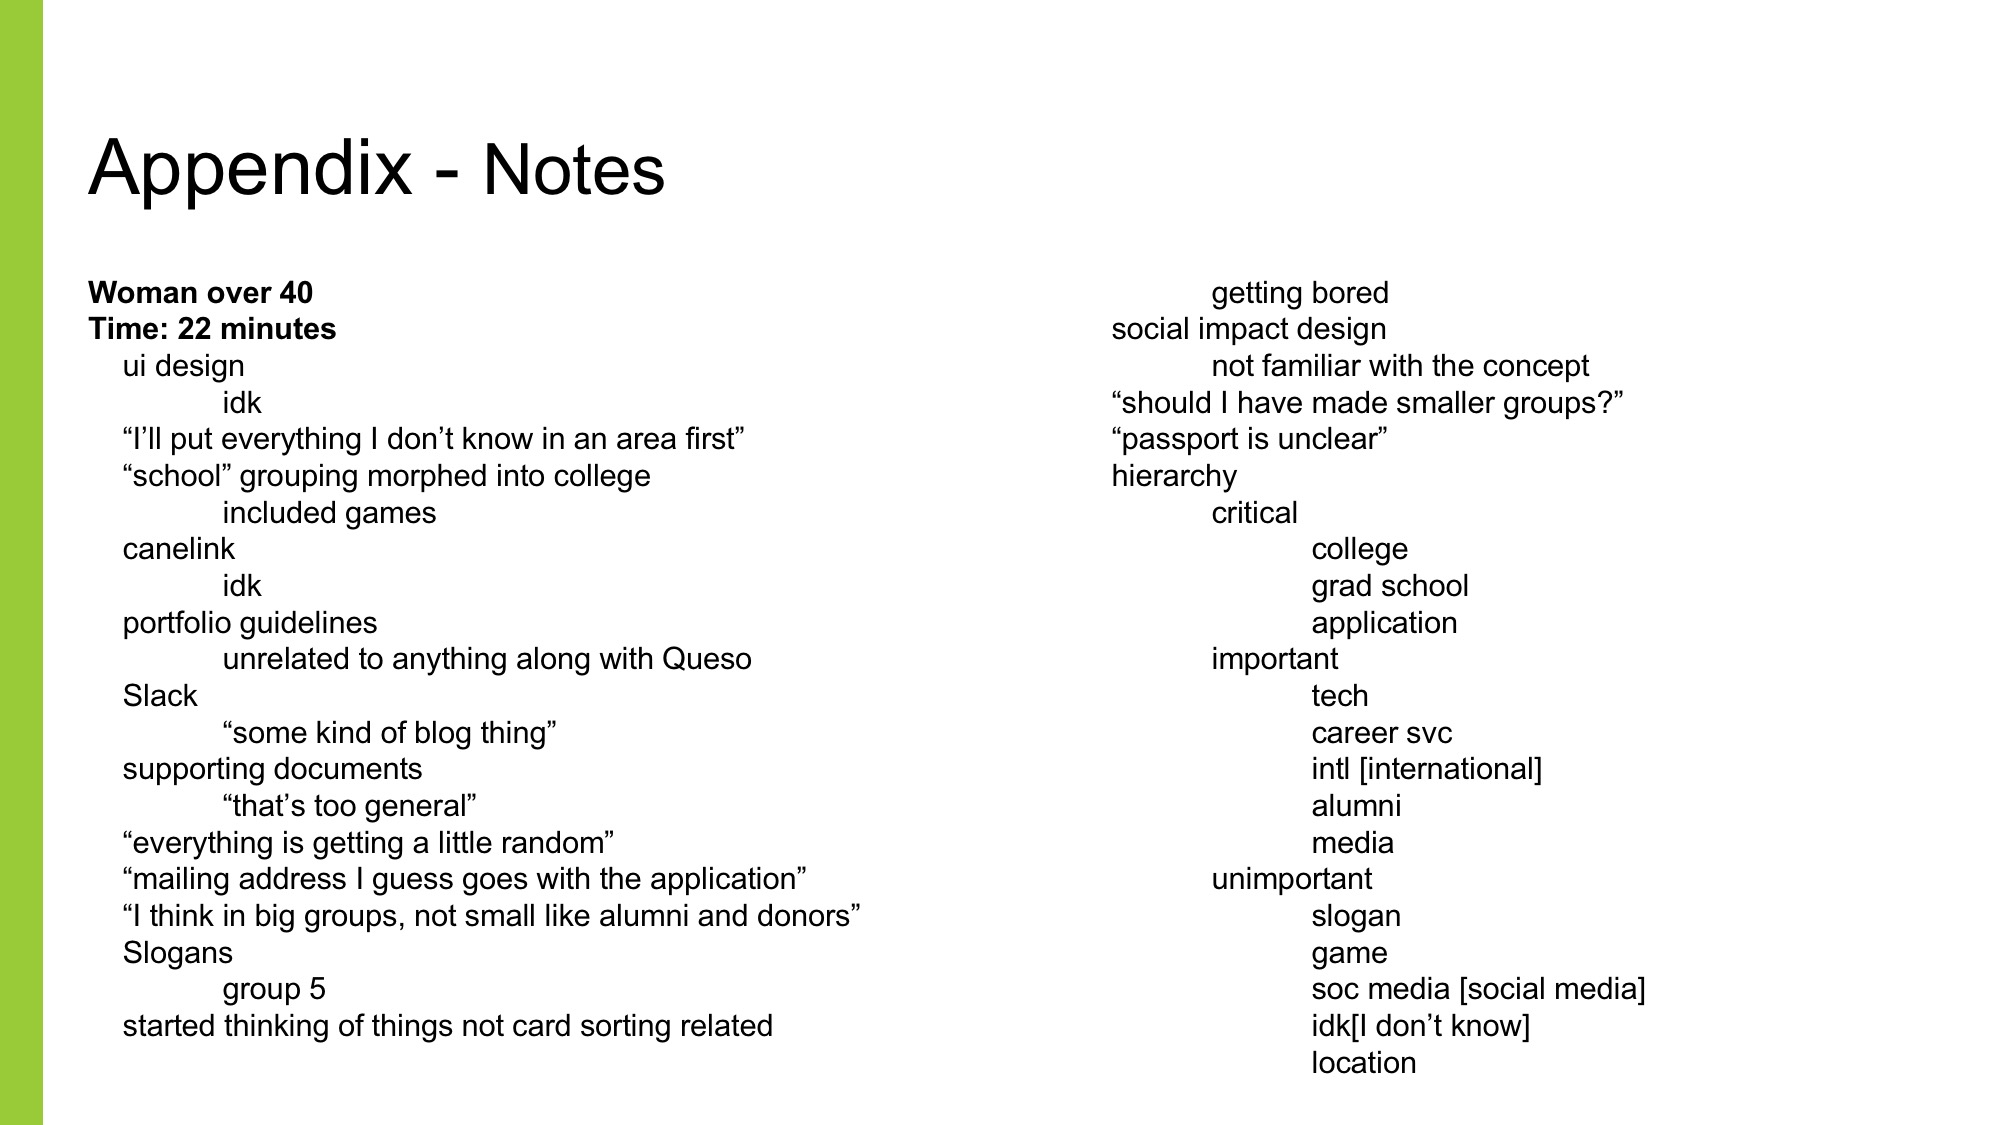 Appendix - Notes
Woman over 40
Time: 22 minutes
ui design
idk
“I’ll put everything I don’t know in an area first”
“school” grouping morphed into college
included games
canelink
idk
portfolio guidelines
unrelated to anything along with Queso
Slack
“some kind of blog thing”
supporting documents
“that’s too general”
“everything is getting a little random”
“mailing address I guess goes with the application”
“I think in big groups, not small like alumni and donors”
Slogans
group 5
started thinking of things not card sorting related
getting bored
social impact design
not familiar with the concept
“should I have made smaller groups?”
“passport is unclear”
hierarchy
critical
college
grad school
application
important
tech
career svc
intl [international]
alumni
media
unimportant
slogan
game
soc media [social media]
idk[I don’t know]
location